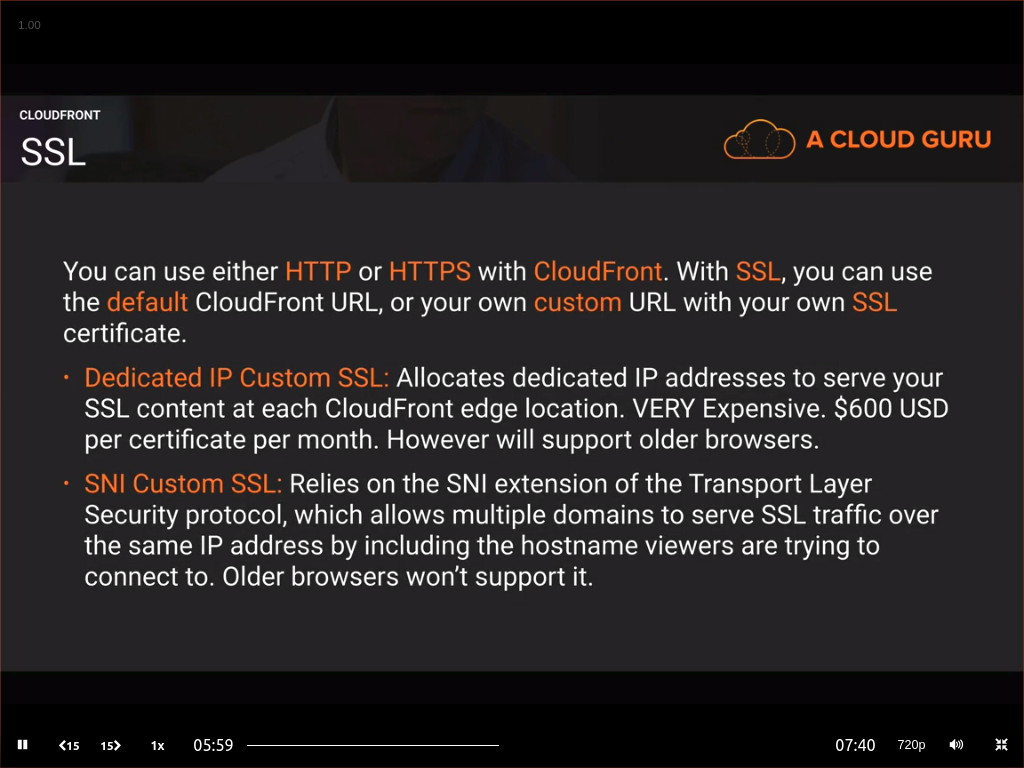 1.00
CLOUDFRONT
SSL
A CLOUD GURU
You can use either HTTP or HTTPS with CloudFront. With SSL, you can use
the default CloudFront URL, or your own custom URL with your own SSL
certificate.
• Dedicated IP Custom SSL: Allocates dedicated IP addresses to serve your
SSL content at each CloudFront edge location. VERY Expensive. $600 USD
per certificate per month. However will support older browsers.
• SNI Custom SSL: Relies on the SNI extension of the Transport Layer
Security protocol, which allows multiple domains to serve SSL traffic over
the same IP address by including the hostname viewers are trying to
connect to. Older browsers won’t support it.
15 15 1x 05:59 07:40 720p